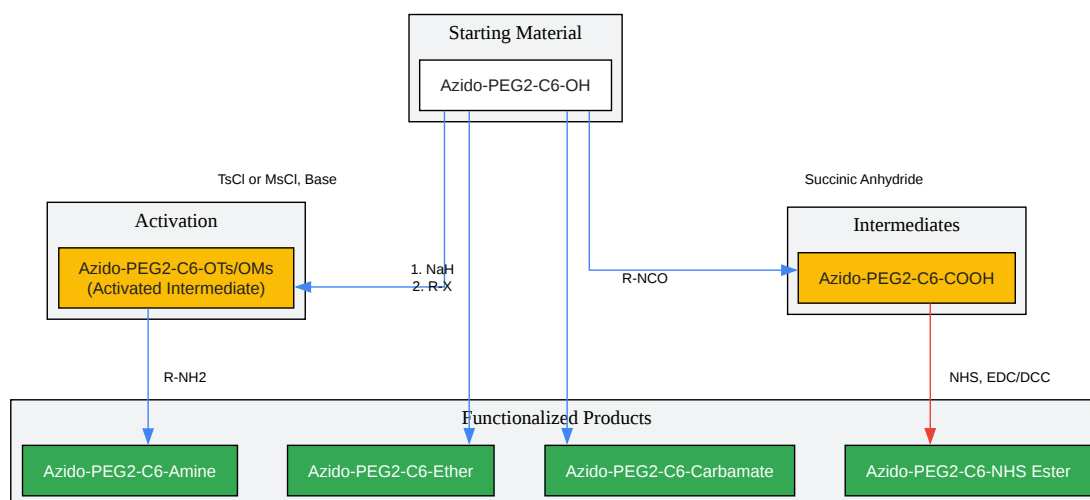 Starting Material
Azido-PEG2-C6-OH
TsCl or MsCl, Base
Succinic Anhydride
Activation
Intermediates
Azido-PEG2-C6-OTs/OMs
(Activated Intermediate)
1. NaH
2. R-X
R-NCO
Azido-PEG2-C6-COOH
R-NH2
NHS, EDC/DCC
Functionalized Products
Azido-PEG2-C6-Amine
Azido-PEG2-C6-Ether
Azido-PEG2-C6-Carbamate
Azido-PEG2-C6-NHS Ester